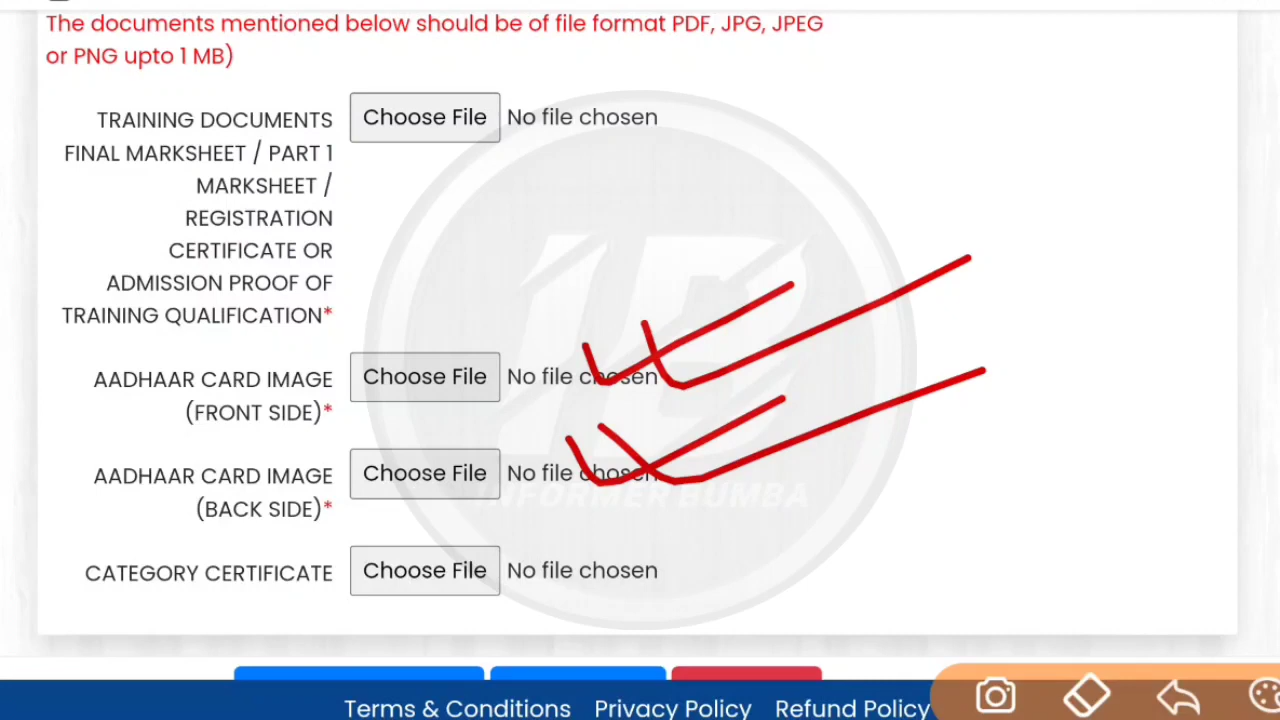 The documents mentioned below should be of file format PDF, JPG, JPEG
or PNG upto 1 MB)
TRAINING DOCUMENTS Choose File No file chosen
FINAL MARKSHEET / PART 1
MARKSHEET /
REGISTRATION
CERTIFICATE OR
ADMISSION PROOF OF
TRAINING QUALIFICATION*
AADHAAR CARD IMAGE Choose File No file chosen
(FRONT SIDE)*
AADHAAR CARD IMAGE Choose File No file chosen
(BACK SIDE)*
INFORMER BUMBA
CATEGORY CERTIFICATE Choose File No file chosen
Terms & Conditions Privacy Policy Refund Policy